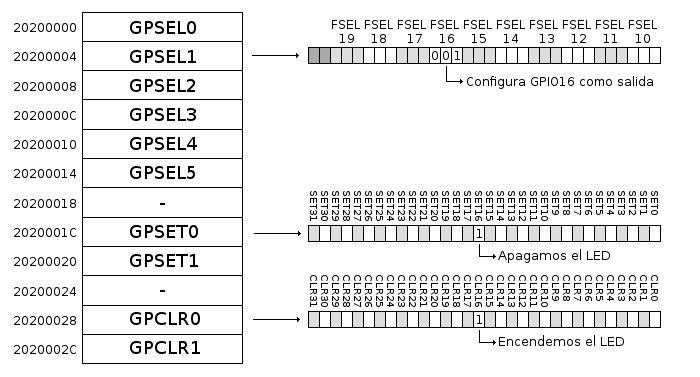 20200000 GPSEL0
20200004 GPSEL1
20200008 GPSEL2
2020000C GPSEL3
20200010 GPSEL4
20200014 GPSEL5
20200018 -
2020001C GPSET0
20200020 GPSET1
20200024 -
20200028 GPCLR0
2020002C GPCLR1
FSEL FSEL FSEL FSEL FSEL FSEL FSEL FSEL FSEL FSEL
19 18 17 16 15 14 13 12 11 10
0 0 1
Configura GPIO16 como salida
SET31 SET30 SET29 SET28 SET27 SET26 SET25 SET24 SET23 SET22 SET21 SET20 SET19 SET18 SET17 SET16 SET15 SET14 SET13 SET12 SET11 SET10 SET9 SET8 SET7 SET6 SET5 SET4 SET3 SET2 SET1 SET0
1
Apagamos el LED
CLR31 CLR30 CLR29 CLR28 CLR27 CLR26 CLR25 CLR24 CLR23 CLR22 CLR21 CLR20 CLR19 CLR18 CLR17 CLR16 CLR15 CLR14 CLR13 CLR12 CLR11 CLR10 CLR9 CLR8 CLR7 CLR6 CLR5 CLR4 CLR3 CLR2 CLR1 CLR0
1
Encendemos el LED